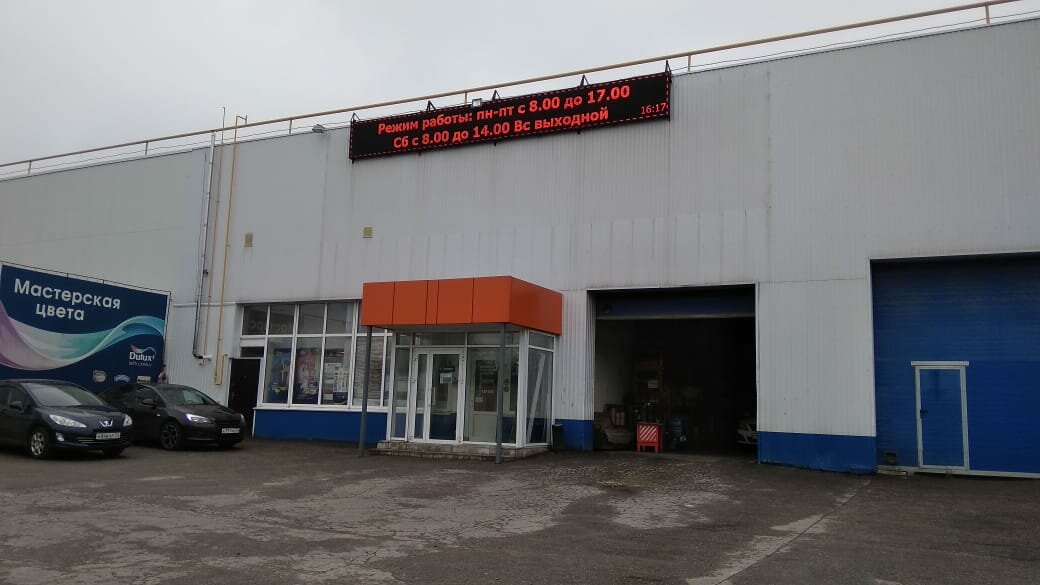 Режим работы: пн-пт с 8.00 до 17.00
Сб с 8.00 до 14.00 Вс выходной
16:17
Мастерская
цвета
Dulux